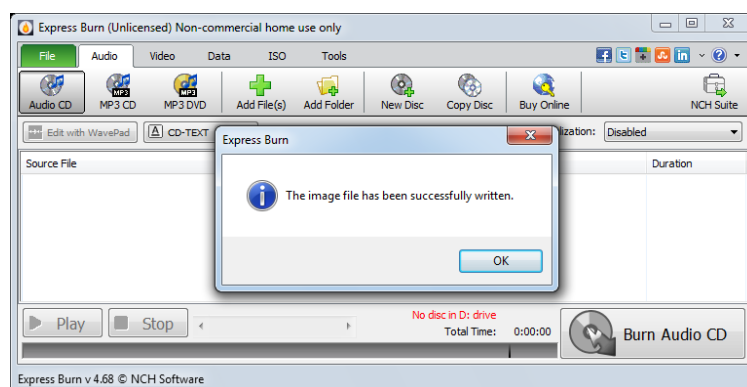 Express Burn (Unlicensed) Non-commercial home use only
File Audio Video Data ISO Tools
MP3 MP3
Audio CD MP3 CD MP3 DVD Add File(s) Add Folder New Disc Copy Disc Buy Online NCH Suite
Edit with WavePad A CD-TEXT Express Burn lization: Disabled
Source File Duration
The image file has been successfully written.
OK
Play Stop No disc in D: drive
Total Time: 0:00:00 Burn Audio CD
Express Burn v 4.68 © NCH Software